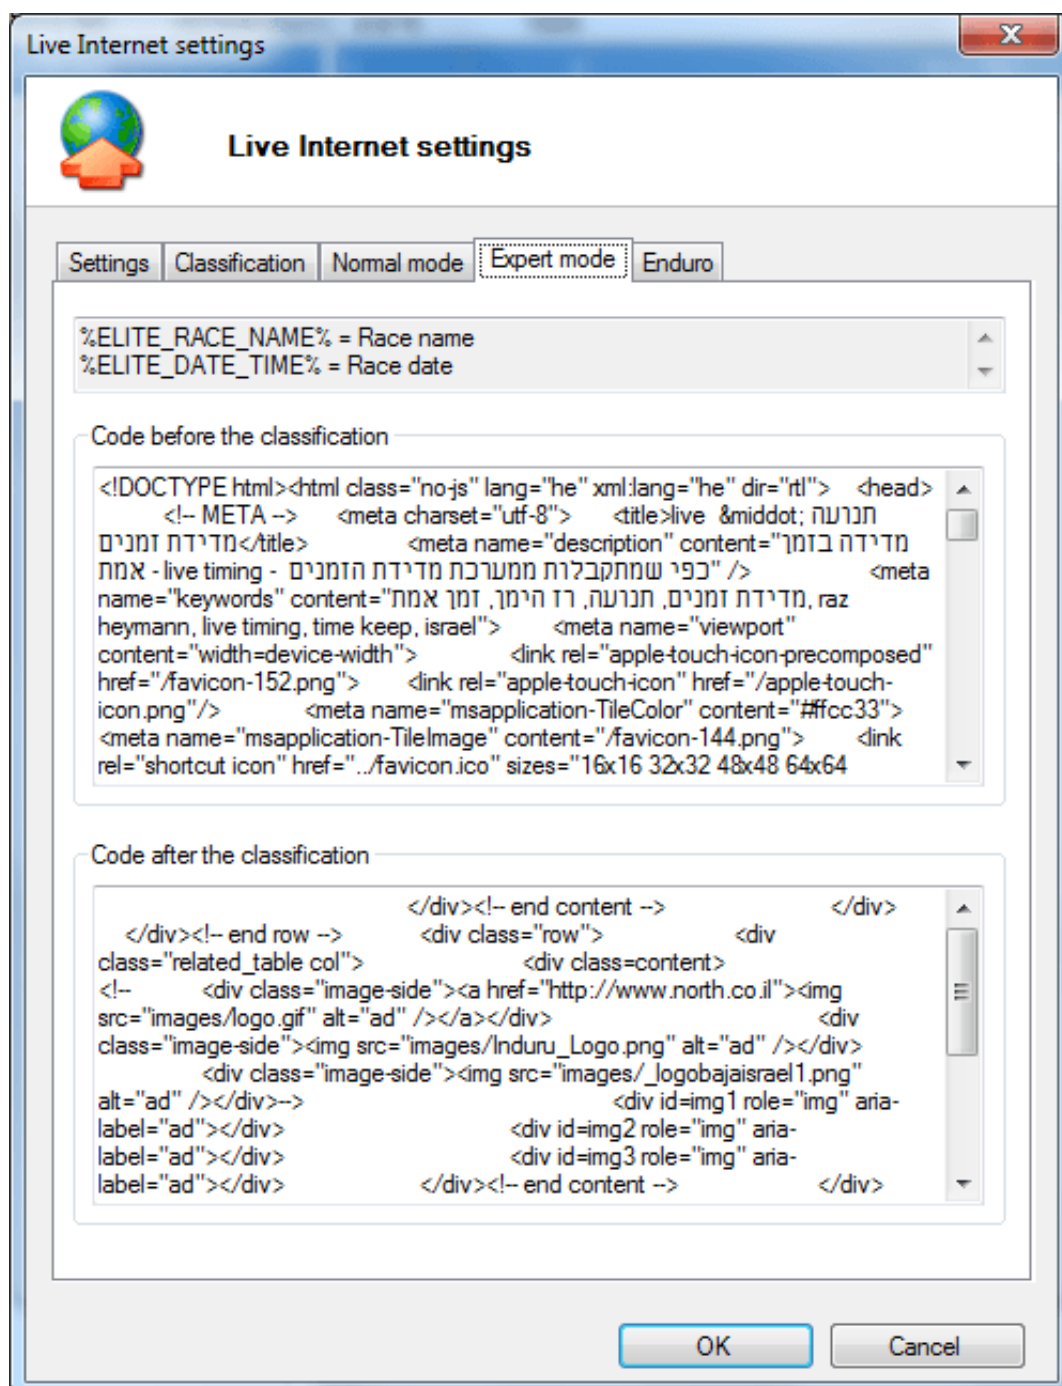 Live Internet settings
Live Internet settings
Settings
Classification
Normal mode
Expert mode
Enduro
%ELITE_RACE_NAME% = Race name
%ELITE_DATE_TIME% = Race date
Code before the classification
<!DOCTYPE html><html class="no-js" lang="he" xml:lang="he" dir="rtl"> <head>
<!-- META --> <meta charset="utf-8"> <title>live &middot; תנועה
מדידת זמנים</title> <meta name="description" content="מדידה בזמן
אמת - live timing - כפי שמתקבלות ממערכת מדידת הזמנים" /> <meta
name="keywords" content="מדידת זמנים, תנועה, רז הימן, זמן אמת, raz
heymann, live timing, time keep, israel"> <meta name="viewport"
content="width=device-width"> <link rel="apple-touch-icon-precomposed"
href="/favicon-152.png"> <link rel="apple-touch-icon" href="/apple-touch-
icon.png"/> <meta name="msapplication-TileColor" content="#ffcc33">
<meta name="msapplication-TileImage" content="/favicon-144.png"> <link
rel="shortcut icon" href="../favicon.ico" sizes="16x16 32x32 48x48 64x64
Code after the classification
</div><!-- end content --> </div>
</div><!-- end row --> <div class="row"> <div
class="related_table col"> <div class=content>
<!-- <div class="image-side"><a href="http://www.north.co.il"><img
src="images/logo.gif" alt="ad" /></a></div> <div
class="image-side"><img src="images/Induru_Logo.png" alt="ad" /></div>
<div class="image-side"><img src="images/_logobajaisrael1.png"
alt="ad" /></div>--> <div id=img1 role="img" aria-
label="ad"></div> <div id=img2 role="img" aria-
label="ad"></div> <div id=img3 role="img" aria-
label="ad"></div> </div><!-- end content --> </div>
OK
Cancel